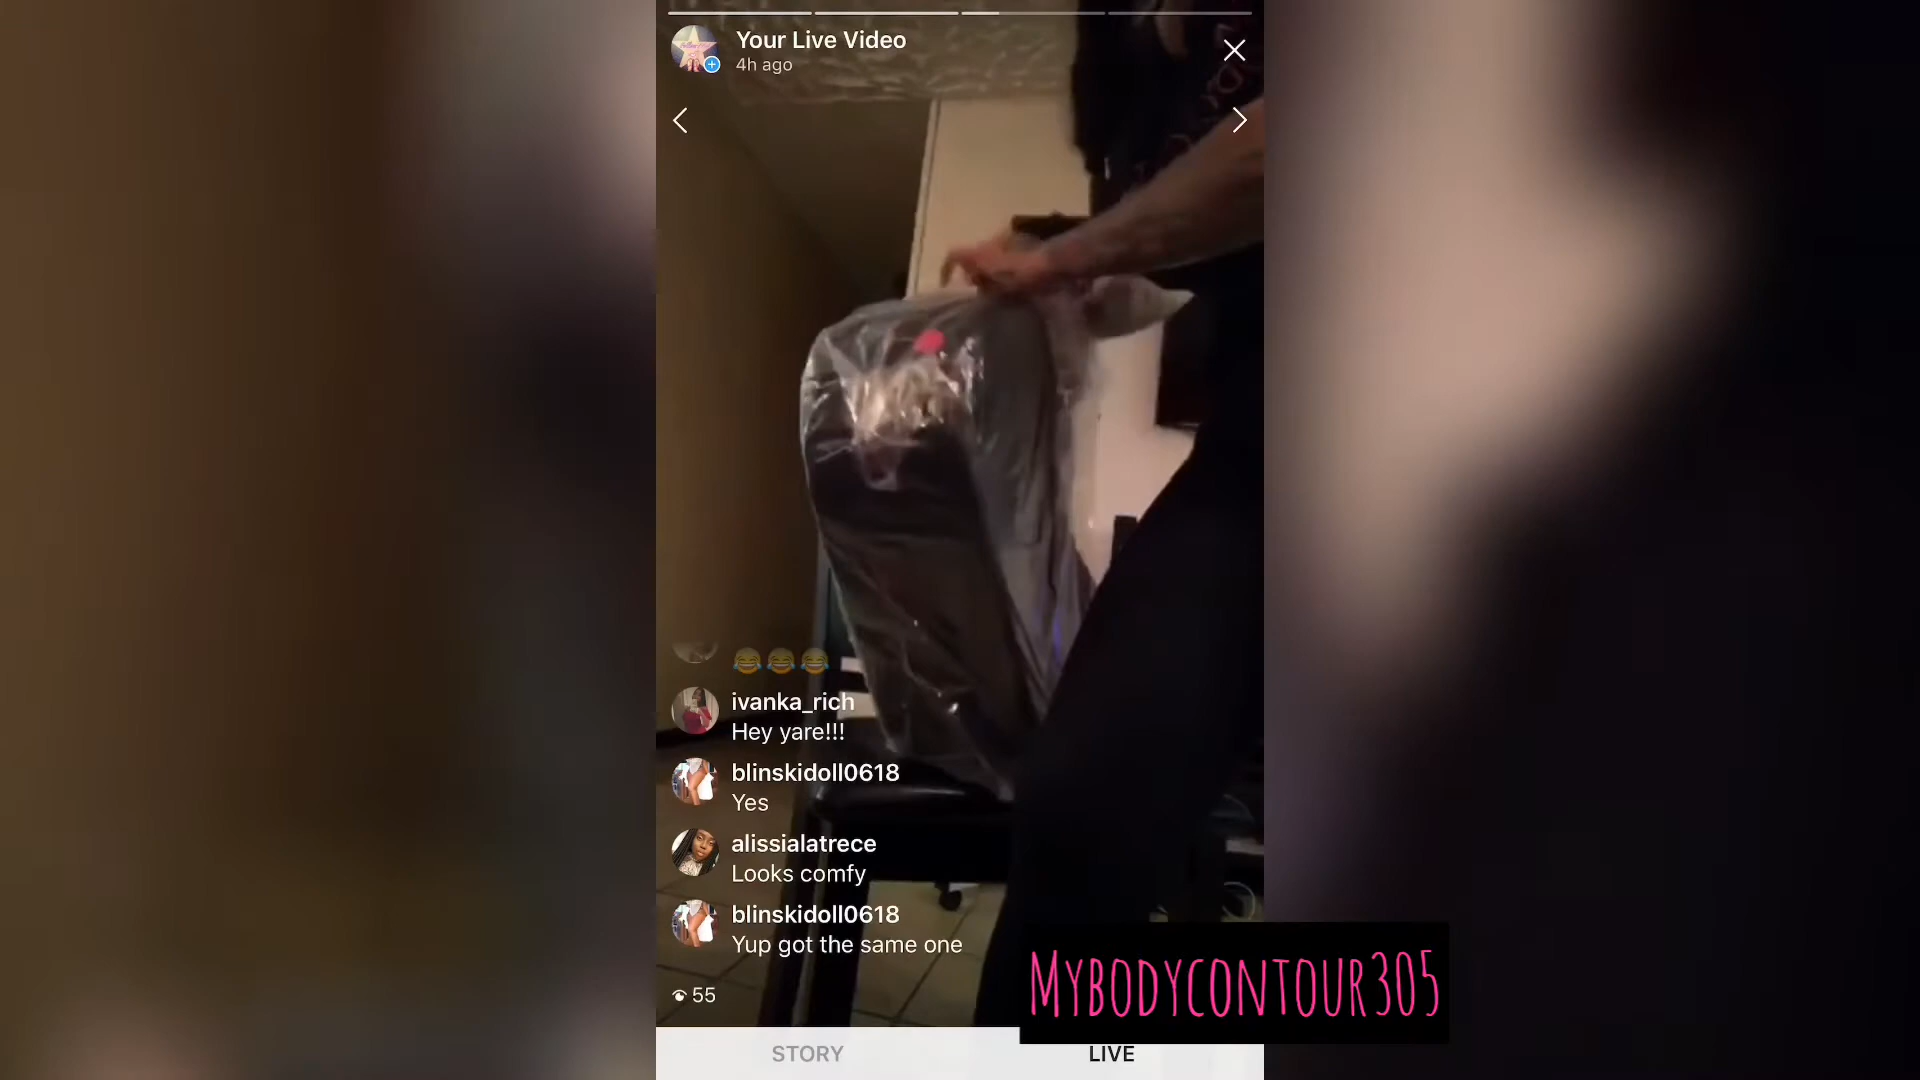 Your Live Video
4h ago
😂😂😂
ivanka_rich
Hey yare!!!
blinskidoll0618
Yes
alissialatrece
Looks comfy
blinskidoll0618
Yup got the same one
55
MYBODYCONTOUR305
STORY
LIVE